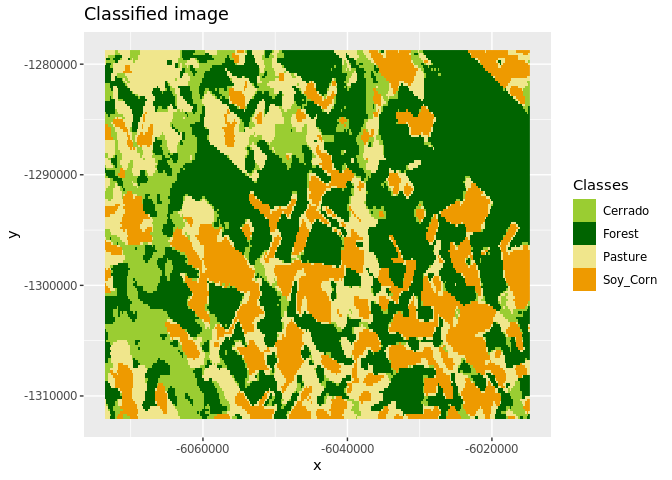 Classified image
-1280000
-1290000
-1300000
-1310000
y
-6060000
-6040000
-6020000
x
Classes
Cerrado
Forest
Pasture
Soy_Corn